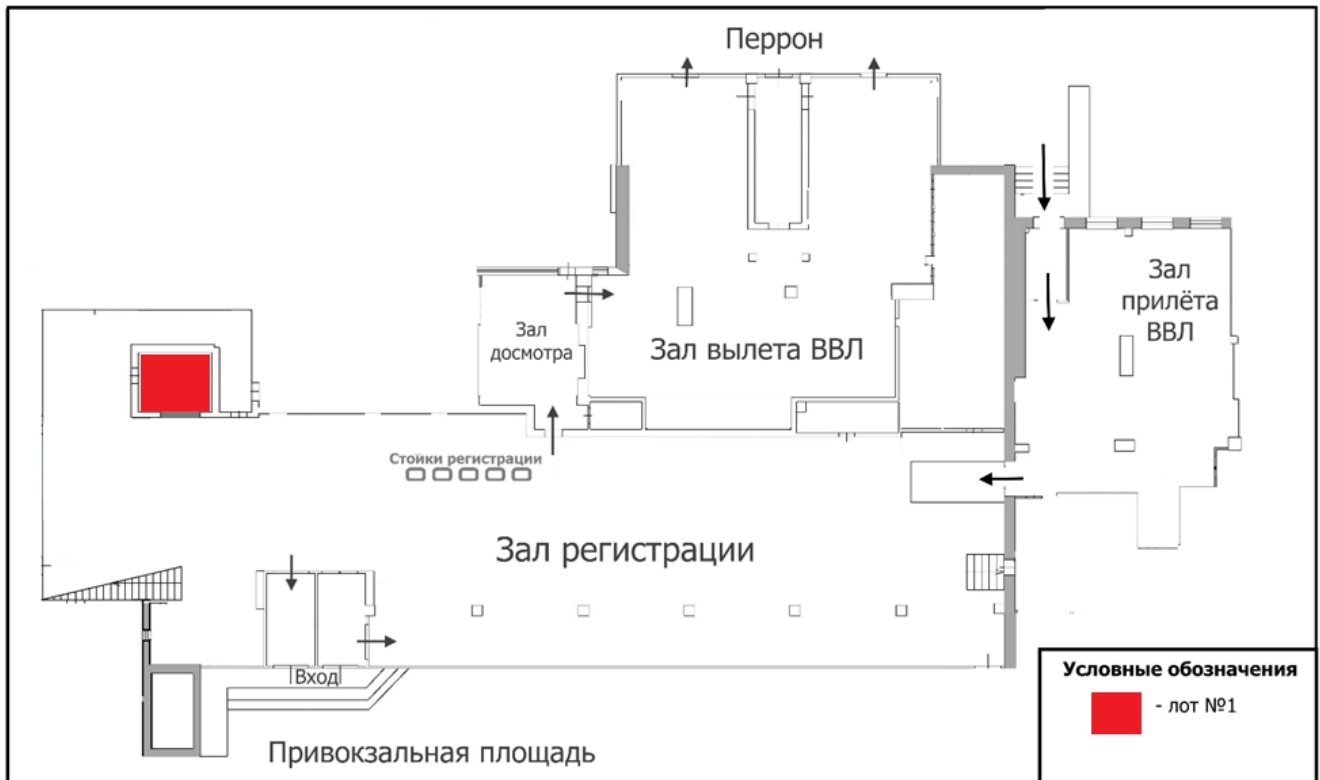 Перрон
Зал
прилёта
ВВЛ
Зал
досмотра
Зал вылета ВВЛ
Стойки регистрации
Зал регистрации
Вход
Привокзальная площадь
Условные обозначения
- лот №1